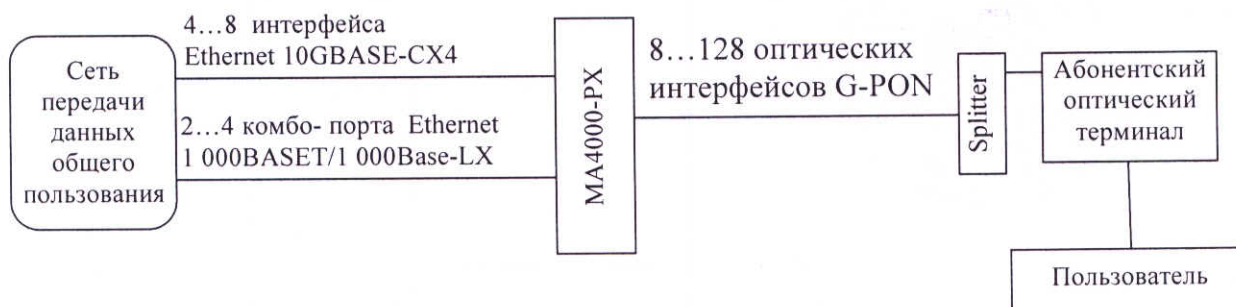 4...8 интерфейса
Ethernet 10GBASE-CX4
Сеть
передачи
данных
общего
пользования
2...4 комбо- порта Ethernet
1 000BASET/1 000Base-LX
MA4000-PX
8...128 оптических
интерфейсов G-PON
Splitter
Абонентский
оптический
терминал
Пользователь